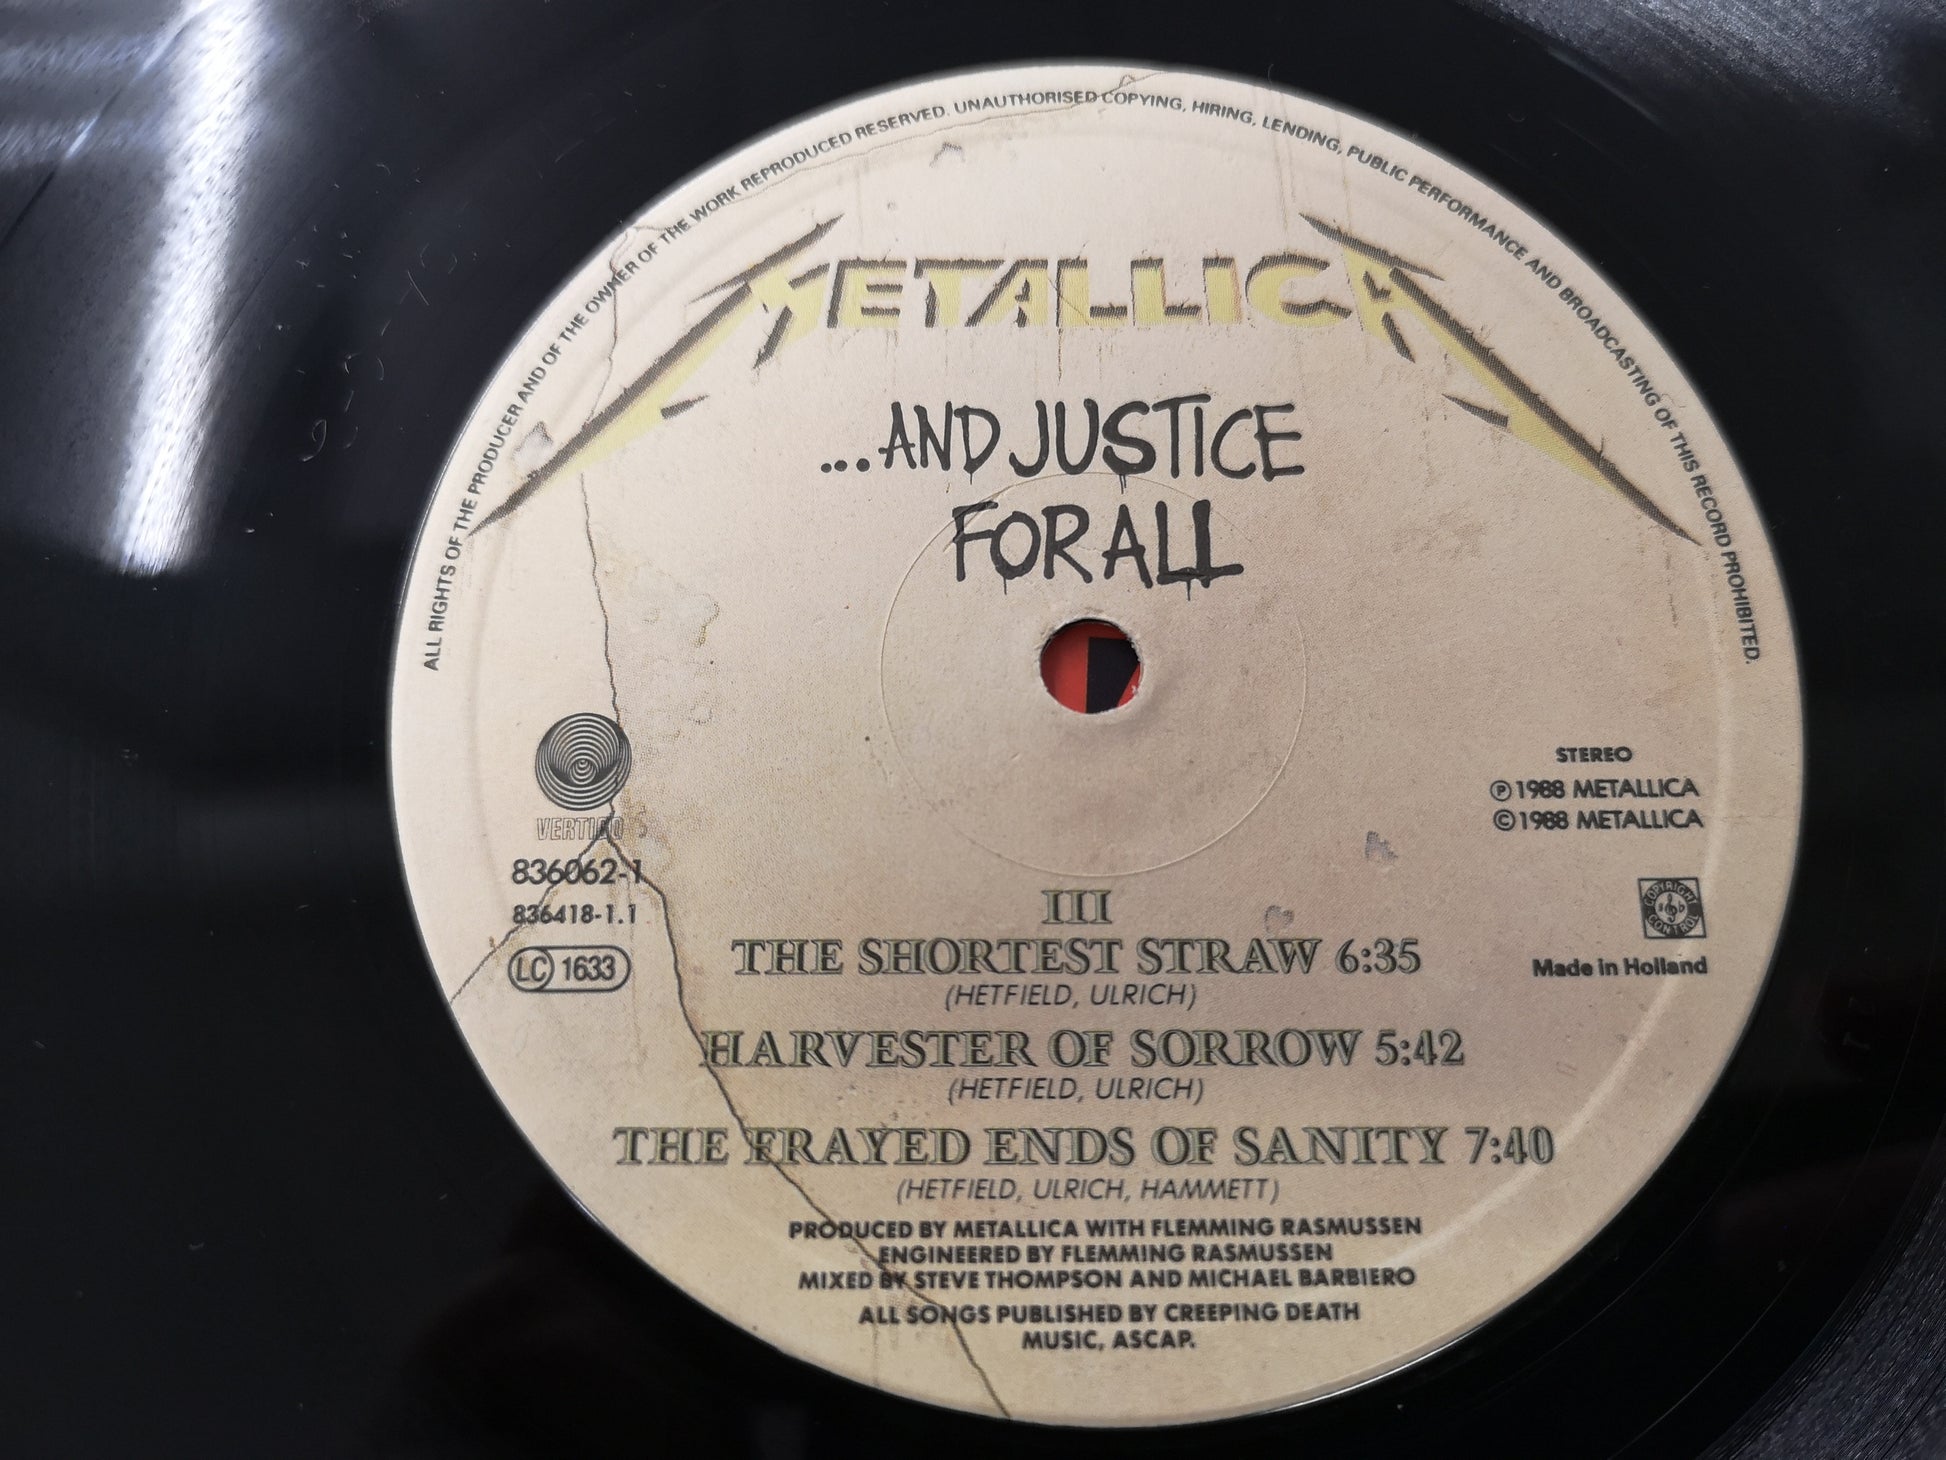 ALL RIGHTS OF THE PRODUCER AND OF THE OWNER OF THE WORK REPRODUCED RESERVED. UNAUTHORISED COPYING, HIRING, LENDING, PUBLIC PERFORMANCE AND BROADCASTING OF THIS RECORD PROHIBITED.
METALLICA
...AND JUSTICE
FOR ALL
VERTIGO
836062-1
836418-1.1
LC 1633
STEREO
Ⓟ1988 METALLICA
©1988 METALLICA
COPYRIGHT
CONTROL
Made in Holland
III
THE SHORTEST STRAW 6:35
(HETFIELD, ULRICH)
HARVESTER OF SORROW 5:42
(HETFIELD, ULRICH)
THE FRAYED ENDS OF SANITY 7:40
(HETFIELD, ULRICH, HAMMETT)
PRODUCED BY METALLICA WITH FLEMMING RASMUSSEN
ENGINEERED BY FLEMMING RASMUSSEN
MIXED BY STEVE THOMPSON AND MICHAEL BARBIERO
ALL SONGS PUBLISHED BY CREEPING DEATH
MUSIC, ASCAP.